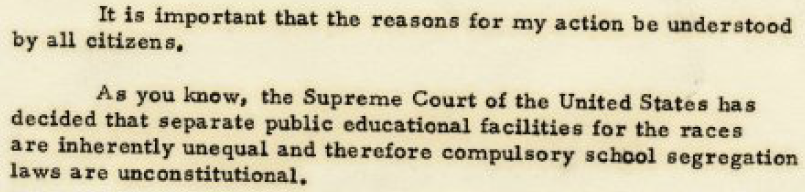 It is important that the reasons for my action be understood
by all citizens.
As you know, the Supreme Court of the United States has
decided that separate public educational facilities for the races
are inherently unequal and therefore compulsory school segregation
laws are unconstitutional.